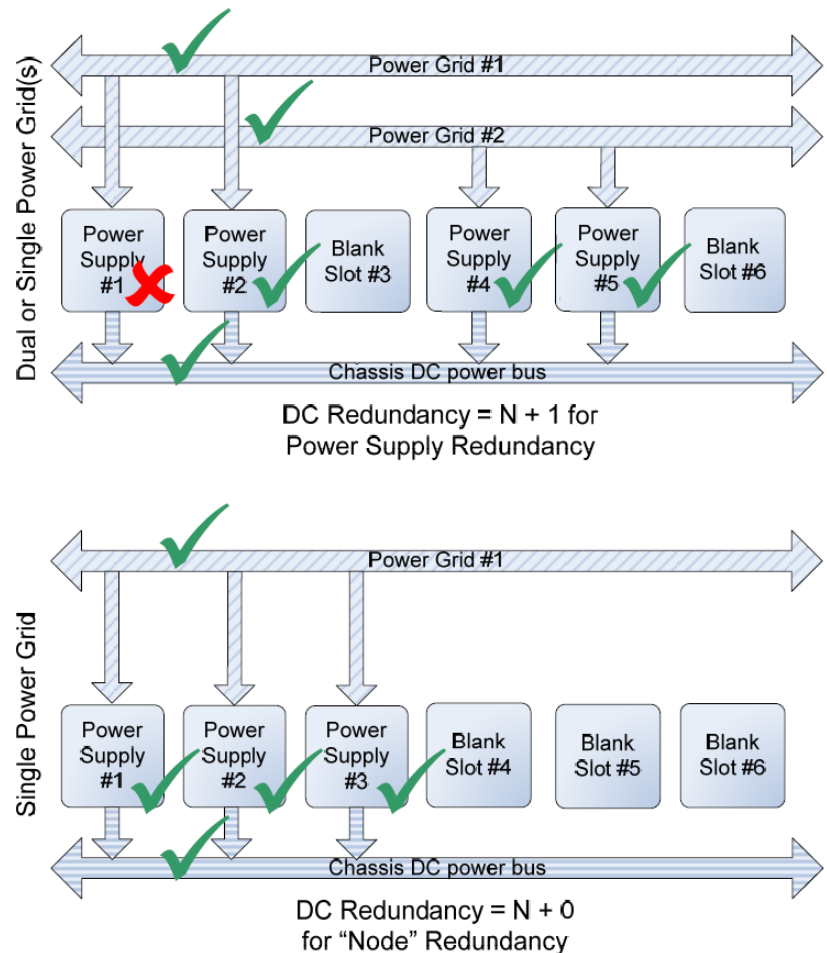 Dual or Single Power Grid(s)
Power Grid #1
Power Grid #2
Power
Supply
#1
Power
Supply
#2
Blank
Slot #3
Power
Supply
#4
Power
Supply
#5
Blank
Slot #6
Chassis DC power bus
DC Redundancy = N + 1 for
Power Supply Redundancy
Single Power Grid
Power Grid #1
Power
Supply
#1
Power
Supply
#2
Power
Supply
#3
Blank
Slot #4
Blank
Slot #5
Blank
Slot #6
Chassis DC power bus
DC Redundancy = N + 0
for “Node” Redundancy